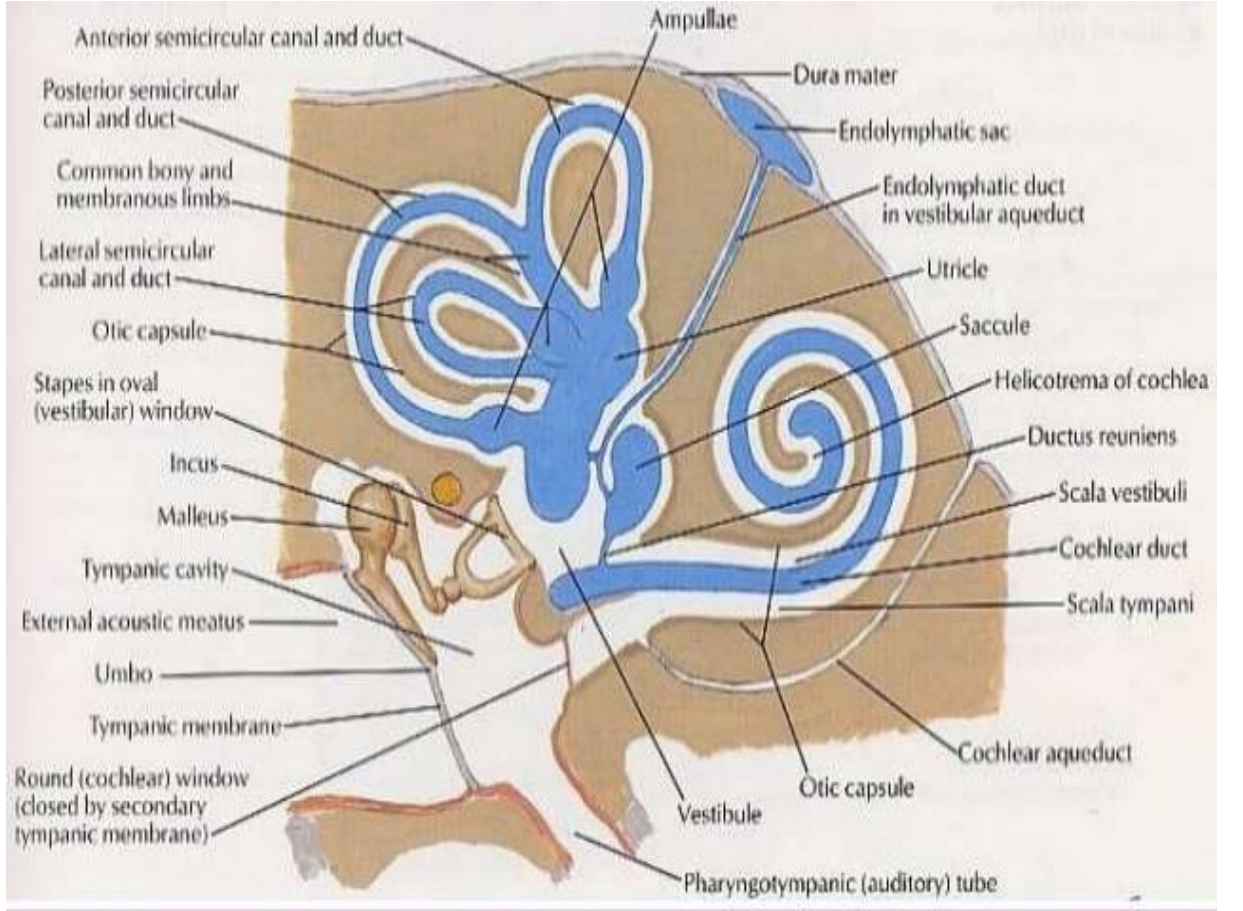 Ampullae
Anterior semicircular canal and duct
Dura mater
Posterior semicircular
canal and duct
Endolymphatic sac
Common bony and
membranous limbs
Endolymphatic duct
in vestibular aqueduct
Lateral semicircular
canal and duct
Utricle
Otic capsule
Saccule
Stapes in oval
(vestibular) window
Helicotrema of cochlea
Ductus reuniens
Incus
Scala vestibuli
Malleus
Cochlear duct
Tympanic cavity
Scala tympani
External acoustic meatus
Umbo
Tympanic membrane
Cochlear aqueduct
Round (cochlear) window
(closed by secondary
tympanic membrane)
Otic capsule
Vestibule
Pharyngotympanic (auditory) tube